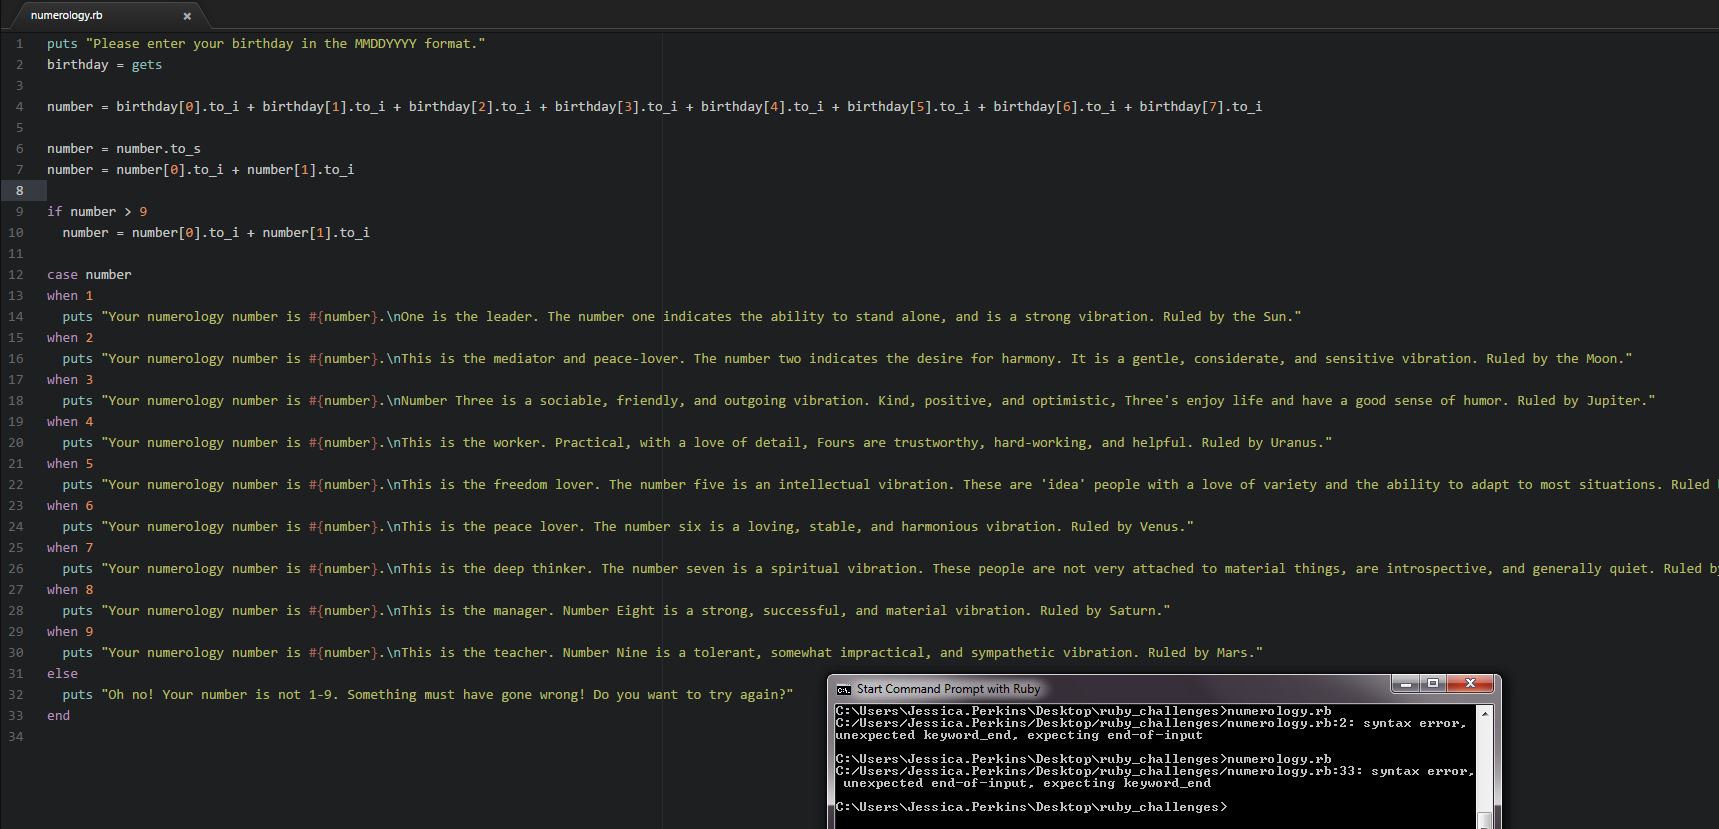 numerology.rb
1 puts "Please enter your birthday in the MMDDYYYY format."
2 birthday = gets
3
4 number = birthday[0].to_i + birthday[1].to_i + birthday[2].to_i + birthday[3].to_i + birthday[4].to_i + birthday[5].to_i + birthday[6].to_i + birthday[7].to_i
5
6 number = number.to_s
7 number = number[0].to_i + number[1].to_i
8
9 if number > 9
10   number = number[0].to_i + number[1].to_i
11
12 case number
13 when 1
14   puts "Your numerology number is #{number}.\nOne is the leader. The number one indicates the ability to stand alone, and is a strong vibration. Ruled by the Sun."
15 when 2
16   puts "Your numerology number is #{number}.\nThis is the mediator and peace-lover. The number two indicates the desire for harmony. It is a gentle, considerate, and sensitive vibration. Ruled by the Moon."
17 when 3
18   puts "Your numerology number is #{number}.\nNumber Three is a sociable, friendly, and outgoing vibration. Kind, positive, and optimistic, Three's enjoy life and have a good sense of humor. Ruled by Jupiter."
19 when 4
20   puts "Your numerology number is #{number}.\nThis is the worker. Practical, with a love of detail, Fours are trustworthy, hard-working, and helpful. Ruled by Uranus."
21 when 5
22   puts "Your numerology number is #{number}.\nThis is the freedom lover. The number five is an intellectual vibration. These are 'idea' people with a love of variety and the ability to adapt to most situations. Ruled
23 when 6
24   puts "Your numerology number is #{number}.\nThis is the peace lover. The number six is a loving, stable, and harmonious vibration. Ruled by Venus."
25 when 7
26   puts "Your numerology number is #{number}.\nThis is the deep thinker. The number seven is a spiritual vibration. These people are not very attached to material things, are introspective, and generally quiet. Ruled by
27 when 8
28   puts "Your numerology number is #{number}.\nThis is the manager. Number Eight is a strong, successful, and material vibration. Ruled by Saturn."
29 when 9
30   puts "Your numerology number is #{number}.\nThis is the teacher. Number Nine is a tolerant, somewhat impractical, and sympathetic vibration. Ruled by Mars."
31 else
32   puts "Oh no! Your number is not 1-9. Something must have gone wrong! Do you want to try again?"
33 end
34
Start Command Prompt with Ruby
C:\Users\Jessica.Perkins\Desktop\ruby_challenges>numerology.rb
C:/Users/Jessica.Perkins/Desktop/ruby_challenges/numerology.rb:2: syntax error,
unexpected keyword_end, expecting end-of-input
C:\Users\Jessica.Perkins\Desktop\ruby_challenges>numerology.rb
C:/Users/Jessica.Perkins/Desktop/ruby_challenges/numerology.rb:33: syntax error,
unexpected end-of-input, expecting keyword_end
C:\Users\Jessica.Perkins\Desktop\ruby_challenges>